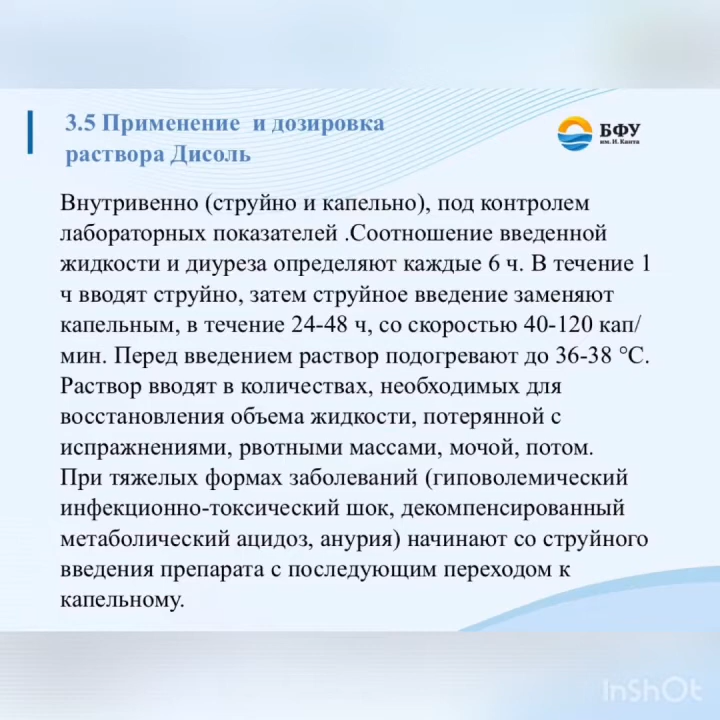 3.5 Применение и дозировка
раствора Дисоль
БФУ
им. И. Канта
Внутривенно (струйно и капельно), под контролем
лабораторных показателей .Соотношение введенной
жидкости и диуреза определяют каждые 6 ч. В течение 1
ч вводят струйно, затем струйное введение заменяют
капельным, в течение 24-48 ч, со скоростью 40-120 кап/
мин. Перед введением раствор подогревают до 36-38 °С.
Раствор вводят в количествах, необходимых для
восстановления объема жидкости, потерянной с
испражнениями, рвотными массами, мочой, потом.
При тяжелых формах заболеваний (гиповолемический
инфекционно-токсический шок, декомпенсированный
метаболический ацидоз, анурия) начинают со струйного
введения препарата с последующим переходом к
капельному.
InShOt